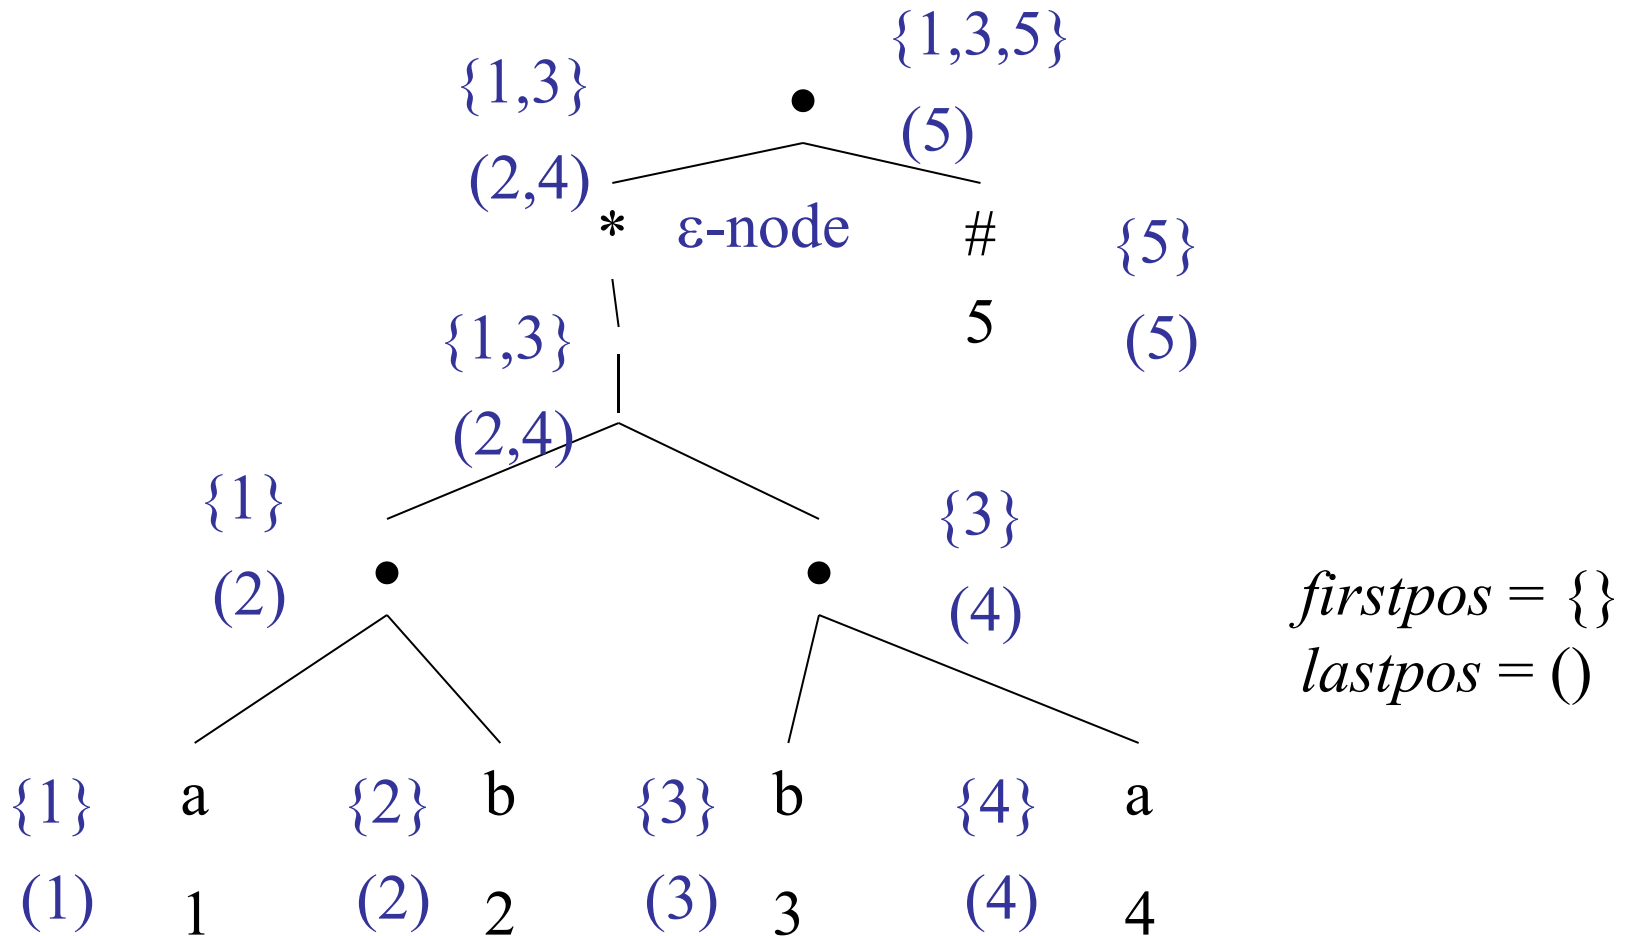 {1,3,5}
{1,3} •
(5)
(2,4)
* ε-node # {5}
5 (5)
{1,3}
|
(2,4)
{1} {3}
• •
(2) (4)
firstpos = {}
lastpos = ()
{1} a {2} b {3} b {4} a
(1) 1 (2) 2 (3) 3 (4) 4